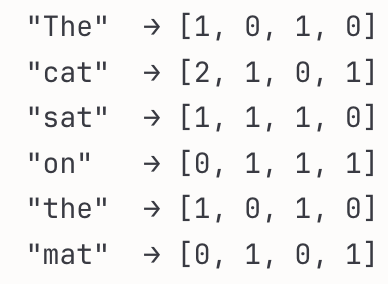 "The"  → [1, 0, 1, 0]
"cat"  → [2, 1, 0, 1]
"sat"  → [1, 1, 1, 0]
"on"   → [0, 1, 1, 1]
"the"  → [1, 0, 1, 0]
"mat"  → [0, 1, 0, 1]